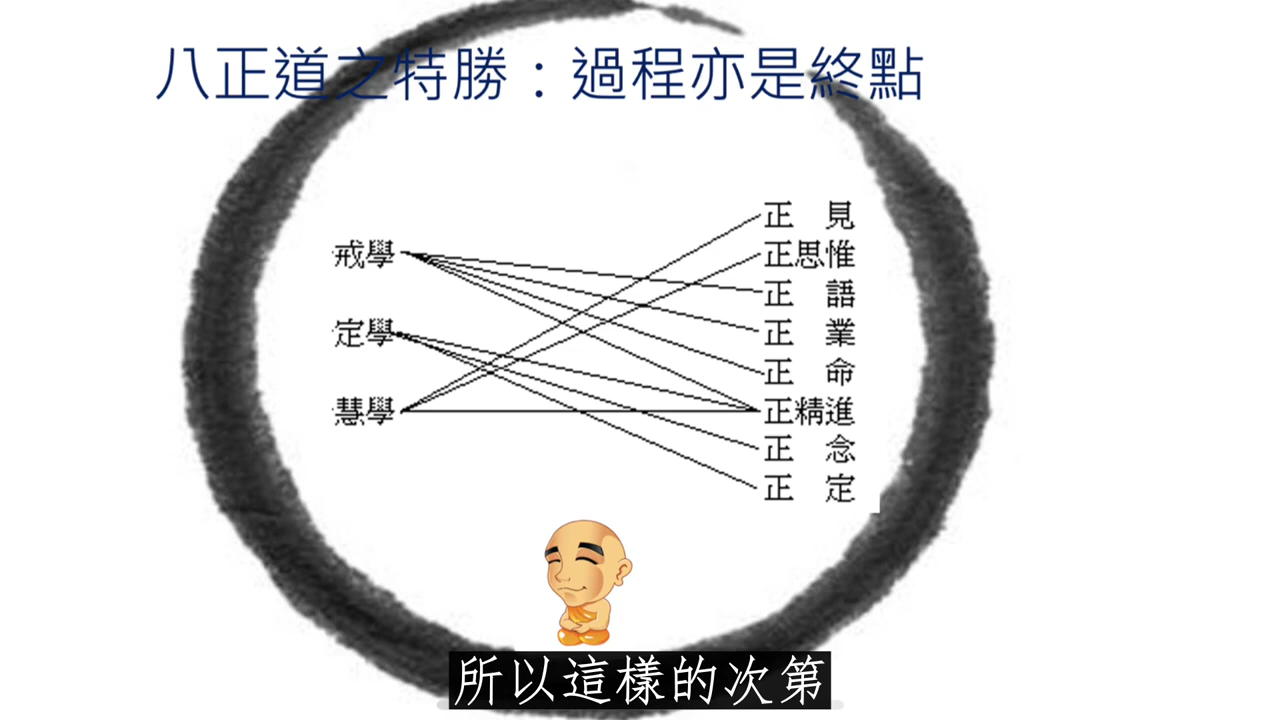 八正道之特勝：過程亦是終點
正　見
戒學　正思惟
正　語
定學　正　業
正　命
慧學　正精進
正　念
正　定
所以這樣的次第